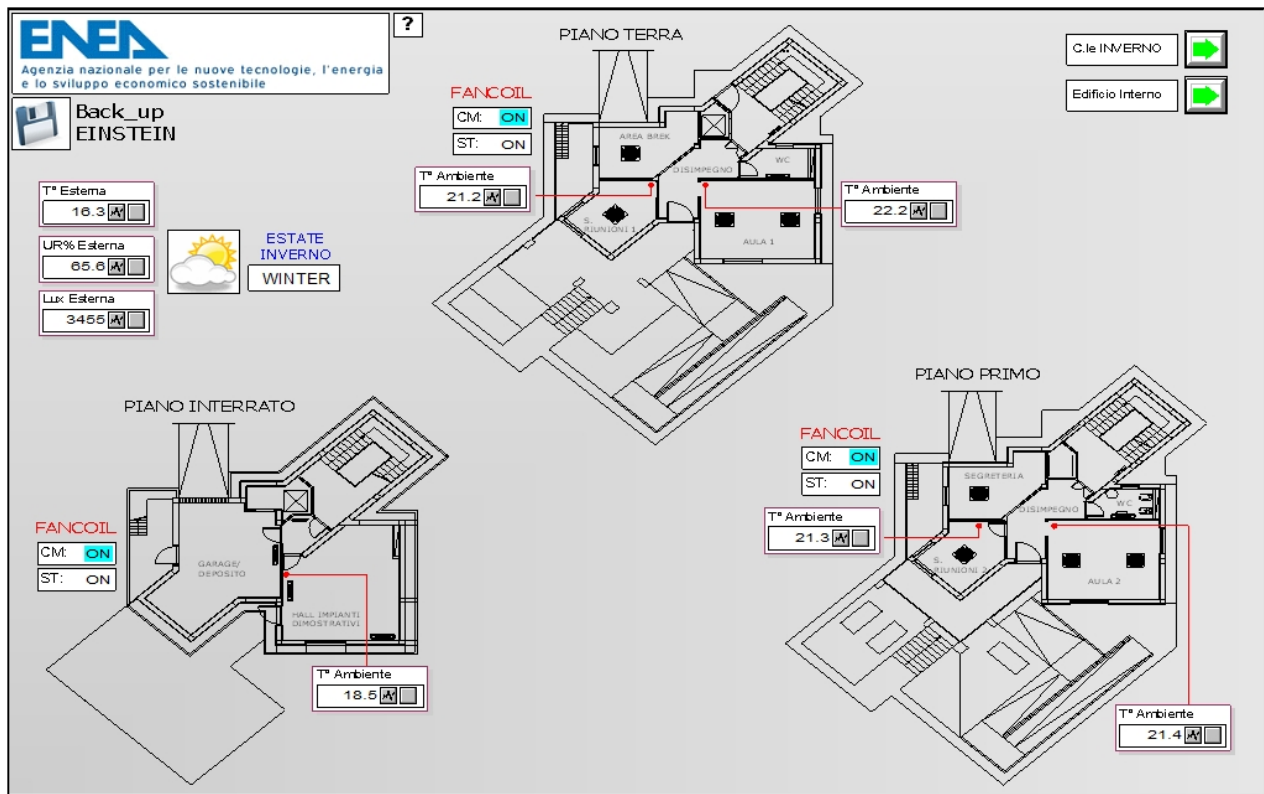 ENEA
Agenzia nazionale per le nuove tecnologie, l'energia
e lo sviluppo economico sostenibile
?
Back_up
EINSTEIN
C.le INVERNO
Edificio Interno
T° Esterna
16.3
UR% Esterna
65.6
Lux Esterna
3455
ESTATE
INVERNO
WINTER
PIANO TERRA
FANCOIL
CM: ON
ST: ON
T° Ambiente
21.2
T° Ambiente
22.2
AREA BREK
DISIMPEGNO
WC
S.
RIUNIONI 1
AULA 1
PIANO INTERRATO
FANCOIL
CM: ON
ST: ON
GARAGE/
DEPOSITO
HALL IMPIANTI
DIMOSTRATIVI
T° Ambiente
18.5
PIANO PRIMO
FANCOIL
CM: ON
ST: ON
T° Ambiente
21.3
SEGRETERIA
DISIMPEGNO
WC
S.
RIUNIONI 2
AULA 2
T° Ambiente
21.4